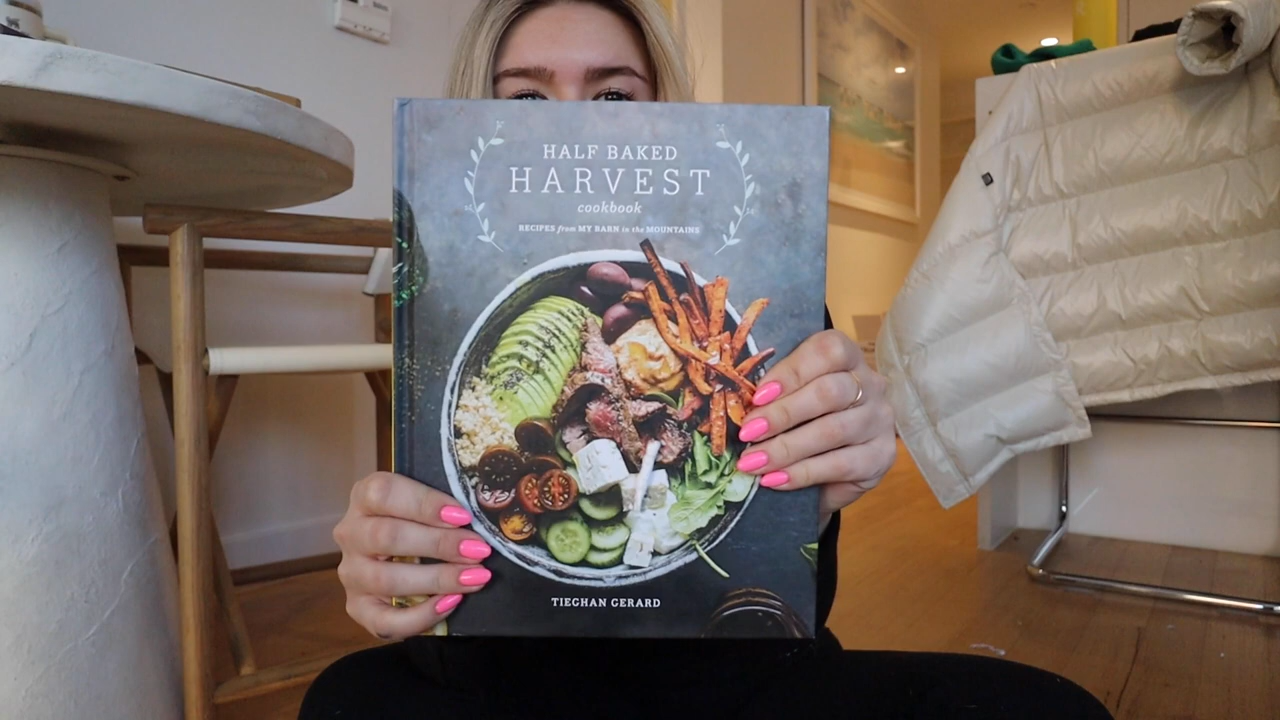 HALF BAKED
HARVEST
cookbook
RECIPES from MY BARN in the MOUNTAINS
TIEGHAN GERARD